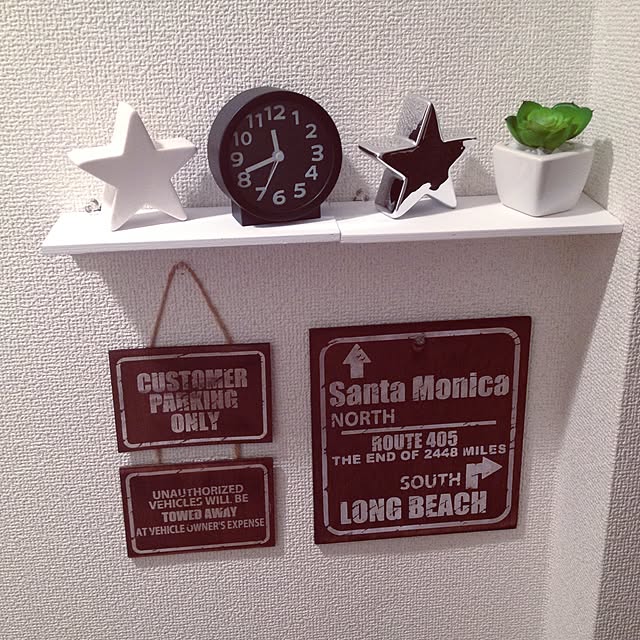 11 12 1
10 2
9 3
8 4
7 6 5
CUSTOMER
PARKING
ONLY
UNAUTHORIZED
VEHICLES WILL BE
TOWED AWAY
AT VEHICLE OWNER'S EXPENSE
Santa Monica
NORTH
ROUTE 405
THE END OF 2448 MILES
SOUTH
LONG BEACH